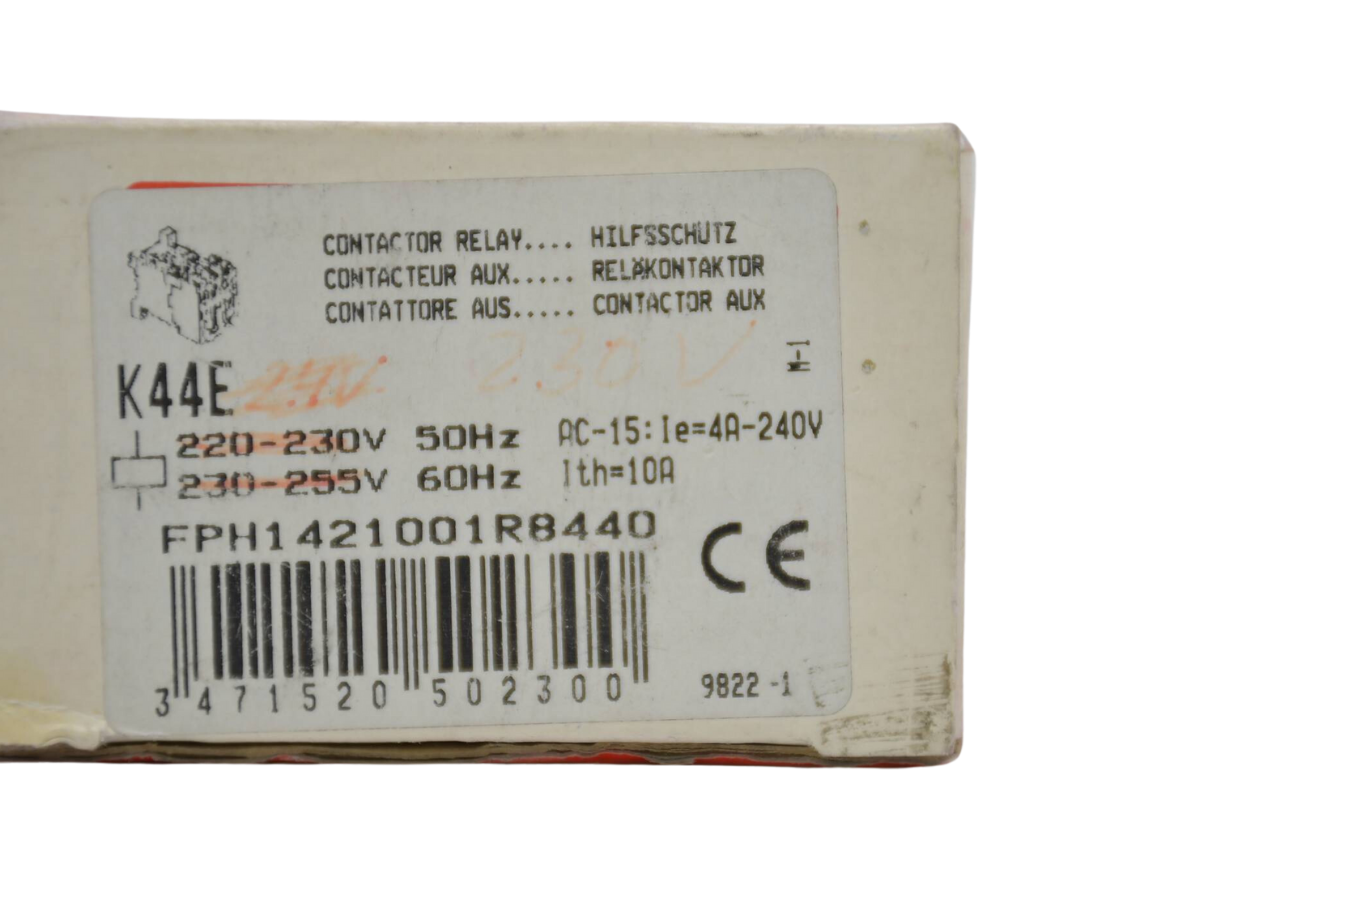 CONTACTOR RELAY.... HILFSSCHÜTZ
CONTACTEUR AUX..... RELÄKONTAKTOR
CONTATTORE AUS..... CONTACTOR AUX
230V
K44E 24V
220-230V 50Hz AC-15:Ie=4A-240V
230-255V 60Hz Ith=10A
FPH1421001R8440
CE
3 471520 502300
9822 -1